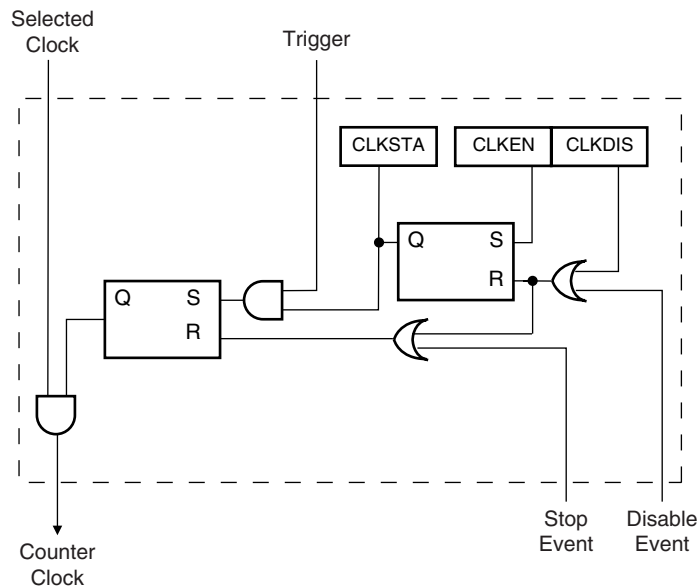 Selected
Clock
Trigger
CLKSTA
CLKEN
CLKDIS
Q
S
R
Q
S
R
Stop
Event
Disable
Event
Counter
Clock